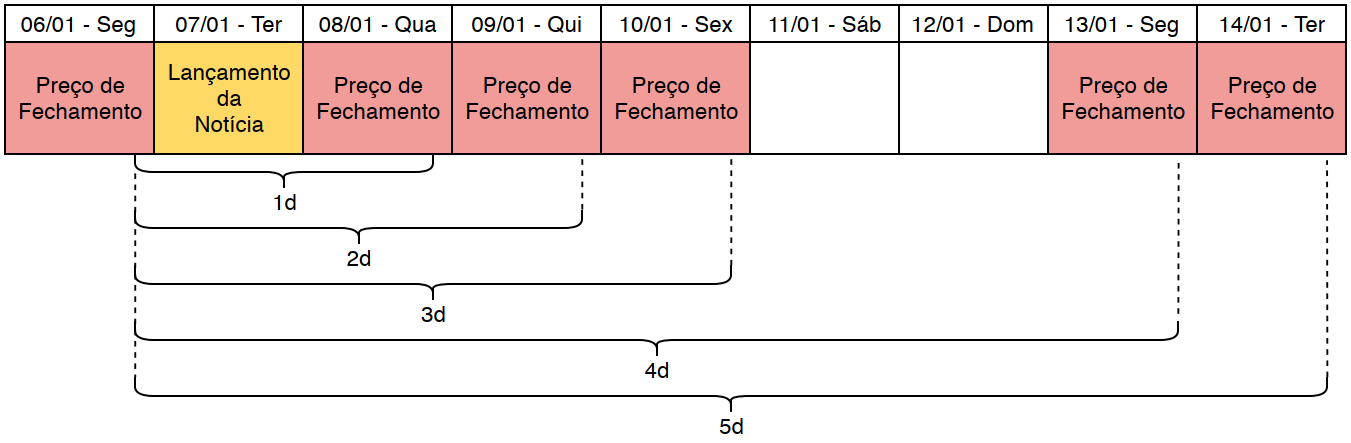 06/01 - Seg
07/01 - Ter
08/01 - Qua
09/01 - Qui
10/01 - Sex
11/01 - Sáb
12/01 - Dom
13/01 - Seg
14/01 - Ter
Preço de
Fechamento
Lançamento
da
Notícia
Preço de
Fechamento
Preço de
Fechamento
Preço de
Fechamento
Preço de
Fechamento
Preço de
Fechamento
1d
2d
3d
4d
5d